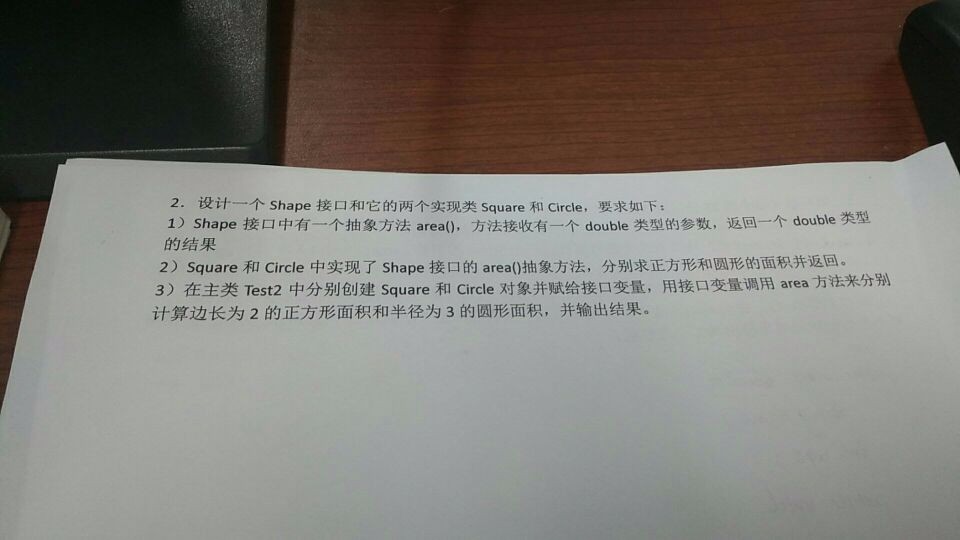 2. 设计一个 Shape 接口和它的两个实现类 Square 和 Circle，要求如下：
1）Shape 接口中有一个抽象方法 area()，方法接收有一个 double 类型的参数，返回一个 double 类型
的结果
2）Square 和 Circle 中实现了 Shape 接口的 area()抽象方法，分别求正方形和圆形的面积并返回。
3）在主类 Test2 中分别创建 Square 和 Circle 对象并赋给接口变量，用接口变量调用 area 方法来分别
计算边长为 2 的正方形面积和半径为 3 的圆形面积，并输出结果。